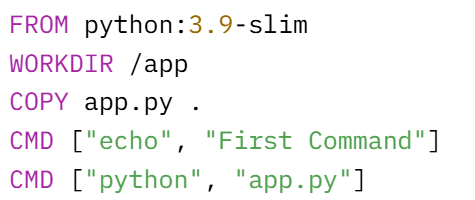 FROM python:3.9-slim
WORKDIR /app
COPY app.py .
CMD ["echo", "First Command"]
CMD ["python", "app.py"]